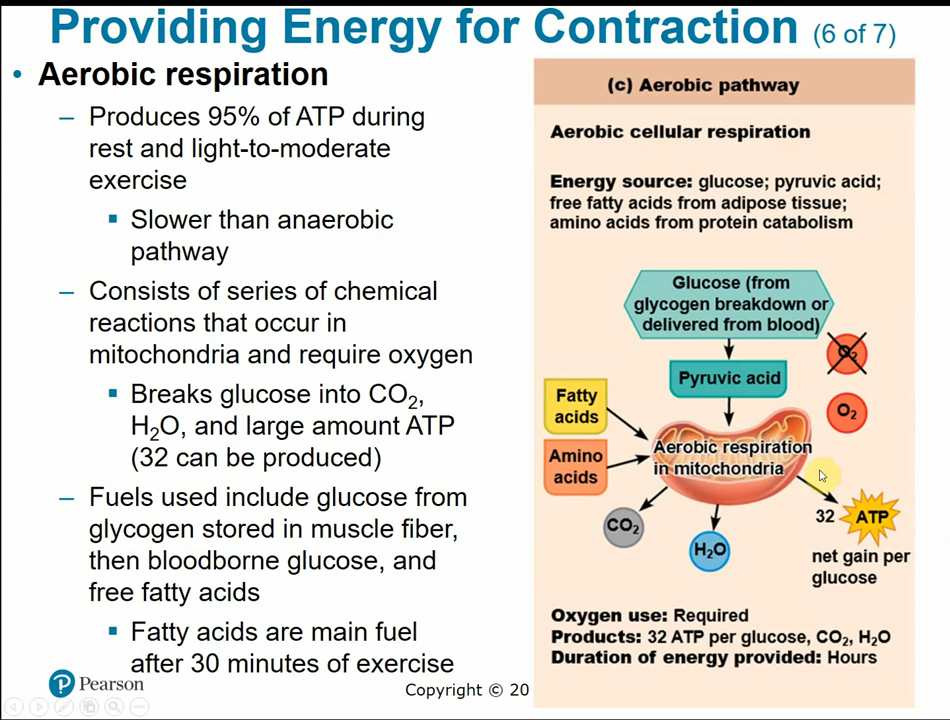 Providing Energy for Contraction (6 of 7)
• Aerobic respiration
– Produces 95% of ATP during
rest and light-to-moderate
exercise
▪ Slower than anaerobic
pathway
– Consists of series of chemical
reactions that occur in
mitochondria and require oxygen
▪ Breaks glucose into CO₂,
H₂O, and large amount ATP
(32 can be produced)
– Fuels used include glucose from
glycogen stored in muscle fiber,
then bloodborne glucose, and
free fatty acids
▪ Fatty acids are main fuel
after 30 minutes of exercise
(c) Aerobic pathway
Aerobic cellular respiration
Energy source: glucose; pyruvic acid;
free fatty acids from adipose tissue;
amino acids from protein catabolism
Glucose (from
glycogen breakdown or
delivered from blood)
O₂
Pyruvic acid
O₂
Fatty
acids
Amino
acids
Aerobic respiration
in mitochondria
CO₂
H₂O
32 ATP
net gain per
glucose
Oxygen use: Required
Products: 32 ATP per glucose, CO₂, H₂O
Duration of energy provided: Hours
P Pearson
Copyright © 20